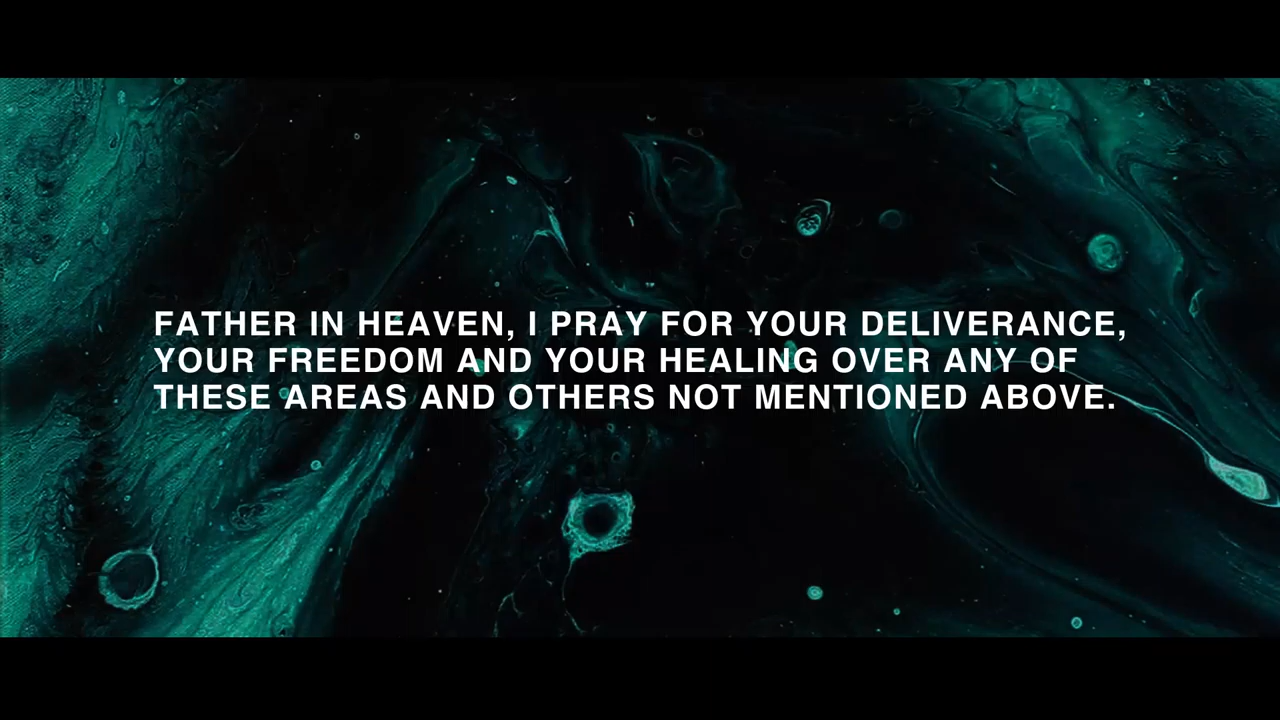 FATHER IN HEAVEN, I PRAY FOR YOUR DELIVERANCE,
YOUR FREEDOM AND YOUR HEALING OVER ANY OF
THESE AREAS AND OTHERS NOT MENTIONED ABOVE.